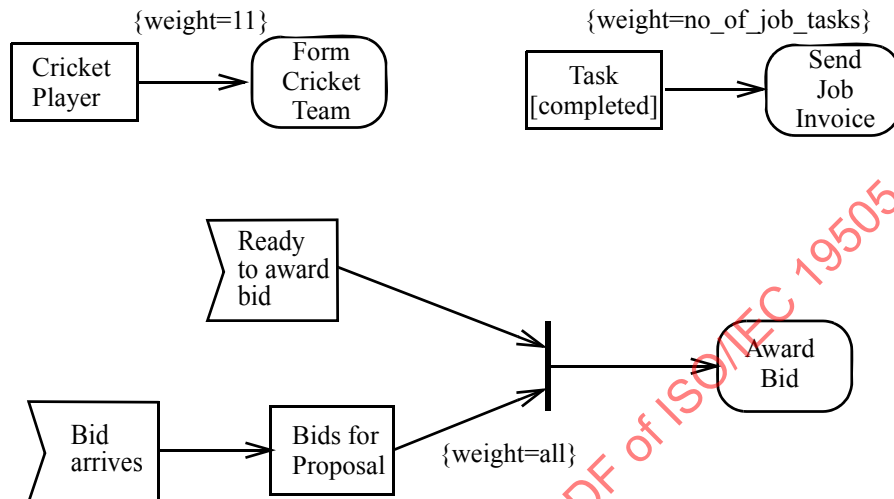 {weight=11}
Cricket
Player
Form
Cricket
Team
{weight=no_of_job_tasks}
Task
[completed]
Send
Job
Invoice
Ready
to award
bid
Award
Bid
Bid
arrives
Bids for
Proposal
{weight=all}
DF of ISO/IEC 19505